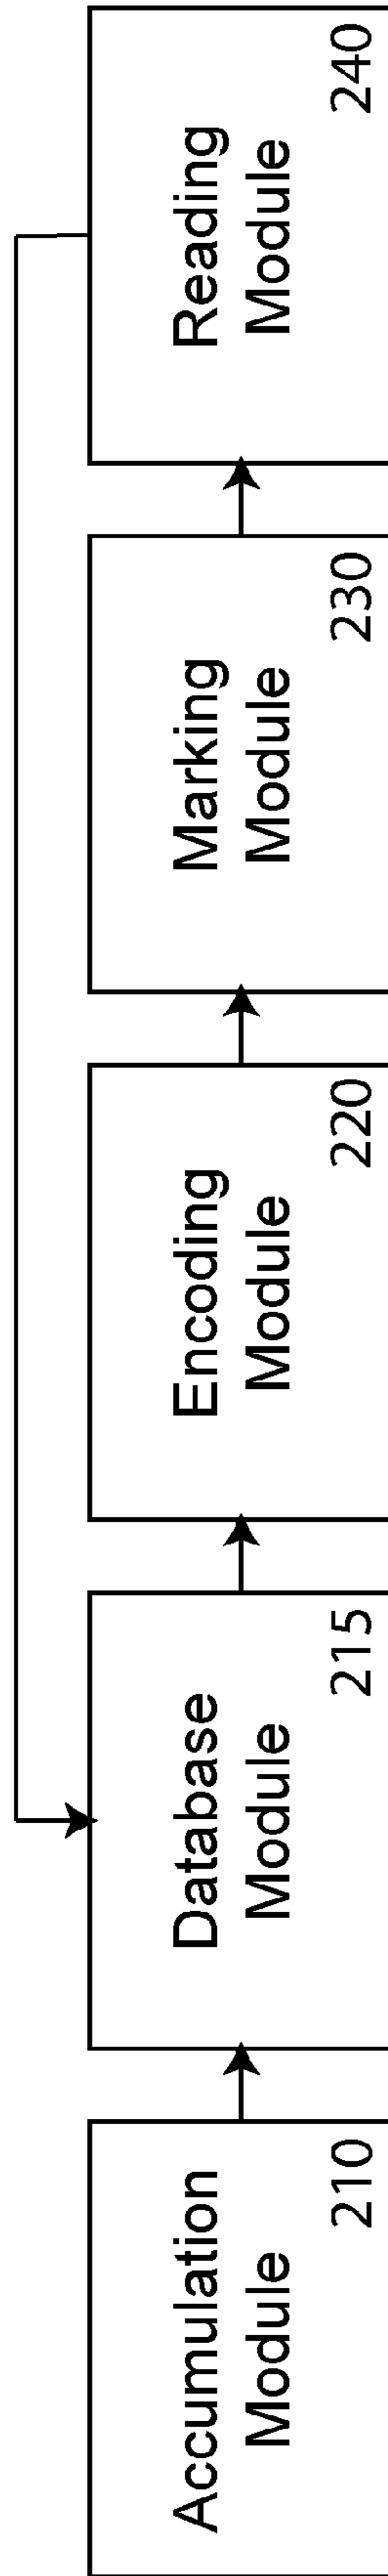 Accumulation
Module
210
Database
Module
215
Encoding
Module
220
Marking
Module
230
Reading
Module
240